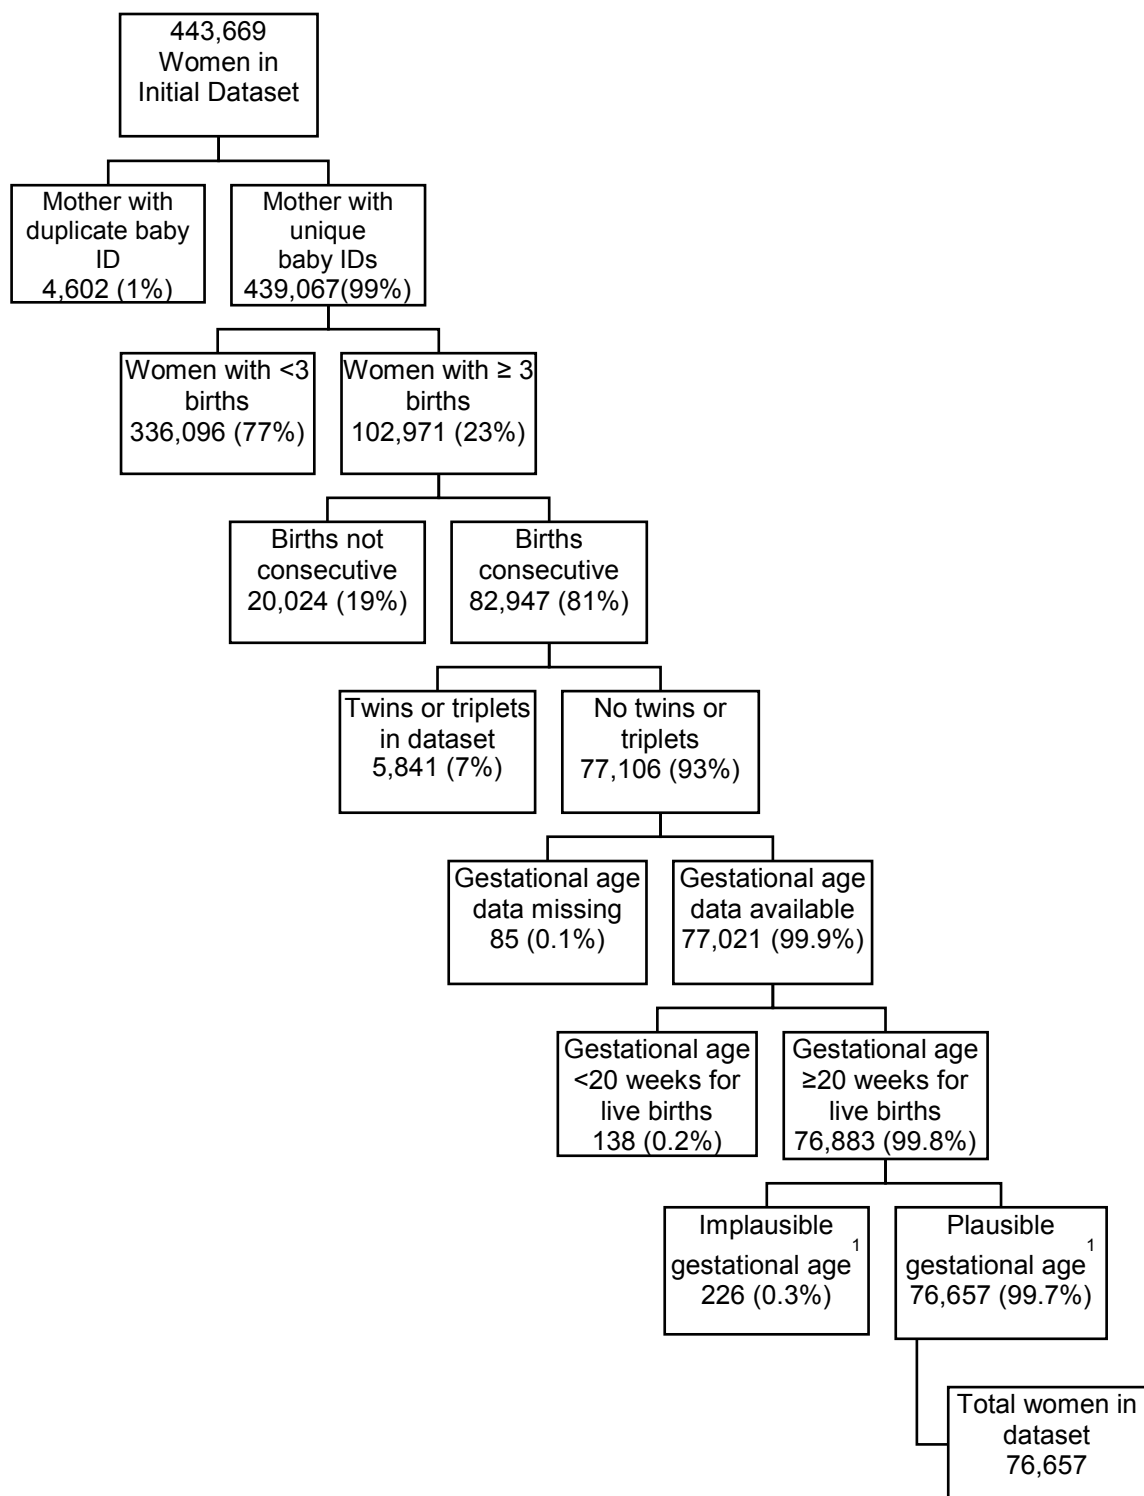 443,669
Women in
Initial Dataset
Mother with
duplicate baby
ID
4,602 (1%)
Mother with
unique
baby IDs
439,067(99%)
Women with <3
births
336,096 (77%)
Women with ≥ 3
births
102,971 (23%)
Births not
consecutive
20,024 (19%)
Births
consecutive
82,947 (81%)
Twins or triplets
in dataset
5,841 (7%)
No twins or
triplets
77,106 (93%)
Gestational age
data missing
85 (0.1%)
Gestational age
data available
77,021 (99.9%)
Gestational age
<20 weeks for
live births
138 (0.2%)
Gestational age
≥20 weeks for
live births
76,883 (99.8%)
Implausible
gestational age1
226 (0.3%)
Plausible
gestational age1
76,657 (99.7%)
Total women in
dataset
76,657